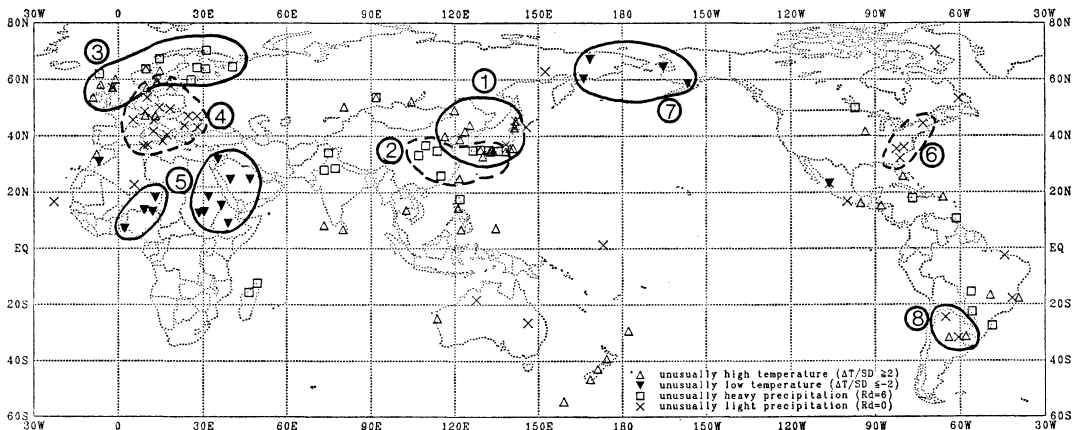 30W 0 30E 60E 90E 120E 150E 180 150W 120W 90W 60W 30W
80N 80N
60N 60N
40N 40N
20N 20N
EQ EQ
20S 20S
40S 40S
60S 60S
③
①
④
⑦
②
⑤
⑥
⑧
△ unusually high temperature (ΔT/SD ≧2)
▼ unusually low temperature (ΔT/SD ≦-2)
□ unusually heavy precipitation (Rd=6)
× unusually light precipitation (Rd=0)
30W 0 30E 60E 90E 120E 150E 180 150W 120W 90W 60W 30W